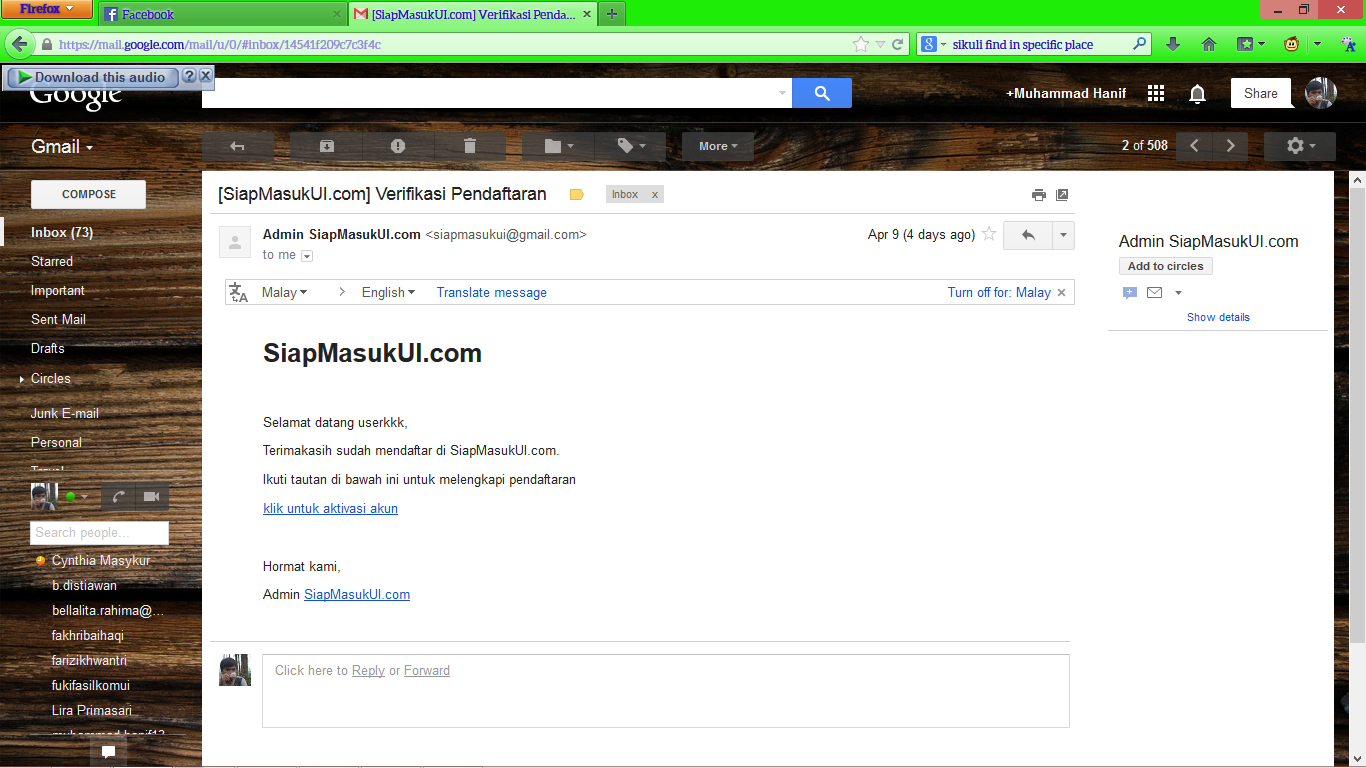 Firefox
Facebook
[SiapMasukUI.com] Verifikasi Penda...
https://mail.google.com/mail/u/0/#inbox/14541f209c7c3f4c
sikuli find in specific place
Download this audio
Google
+Muhammad Hanif
Share
Gmail
More
2 of 508
COMPOSE
Inbox (73)
Starred
Important
Sent Mail
Drafts
Circles
Junk E-mail
Personal
Travel
Search people...
Cynthia Masykur
b.distiawan
bellalita.rahima@...
fakhribaihaqi
farizikhwantri
fukifasilkomui
Lira Primasari
muhammad.hanif13
[SiapMasukUI.com] Verifikasi Pendaftaran
Inbox x
Admin SiapMasukUI.com <siapmasukui@gmail.com>
Apr 9 (4 days ago)
to me
Malay > English Translate message
Turn off for: Malay x
SiapMasukUI.com
Selamat datang userkkk,
Terimakasih sudah mendaftar di SiapMasukUI.com.
Ikuti tautan di bawah ini untuk melengkapi pendaftaran
klik untuk aktivasi akun
Hormat kami,
Admin SiapMasukUI.com
Click here to Reply or Forward
Admin SiapMasukUI.com
Add to circles
Show details